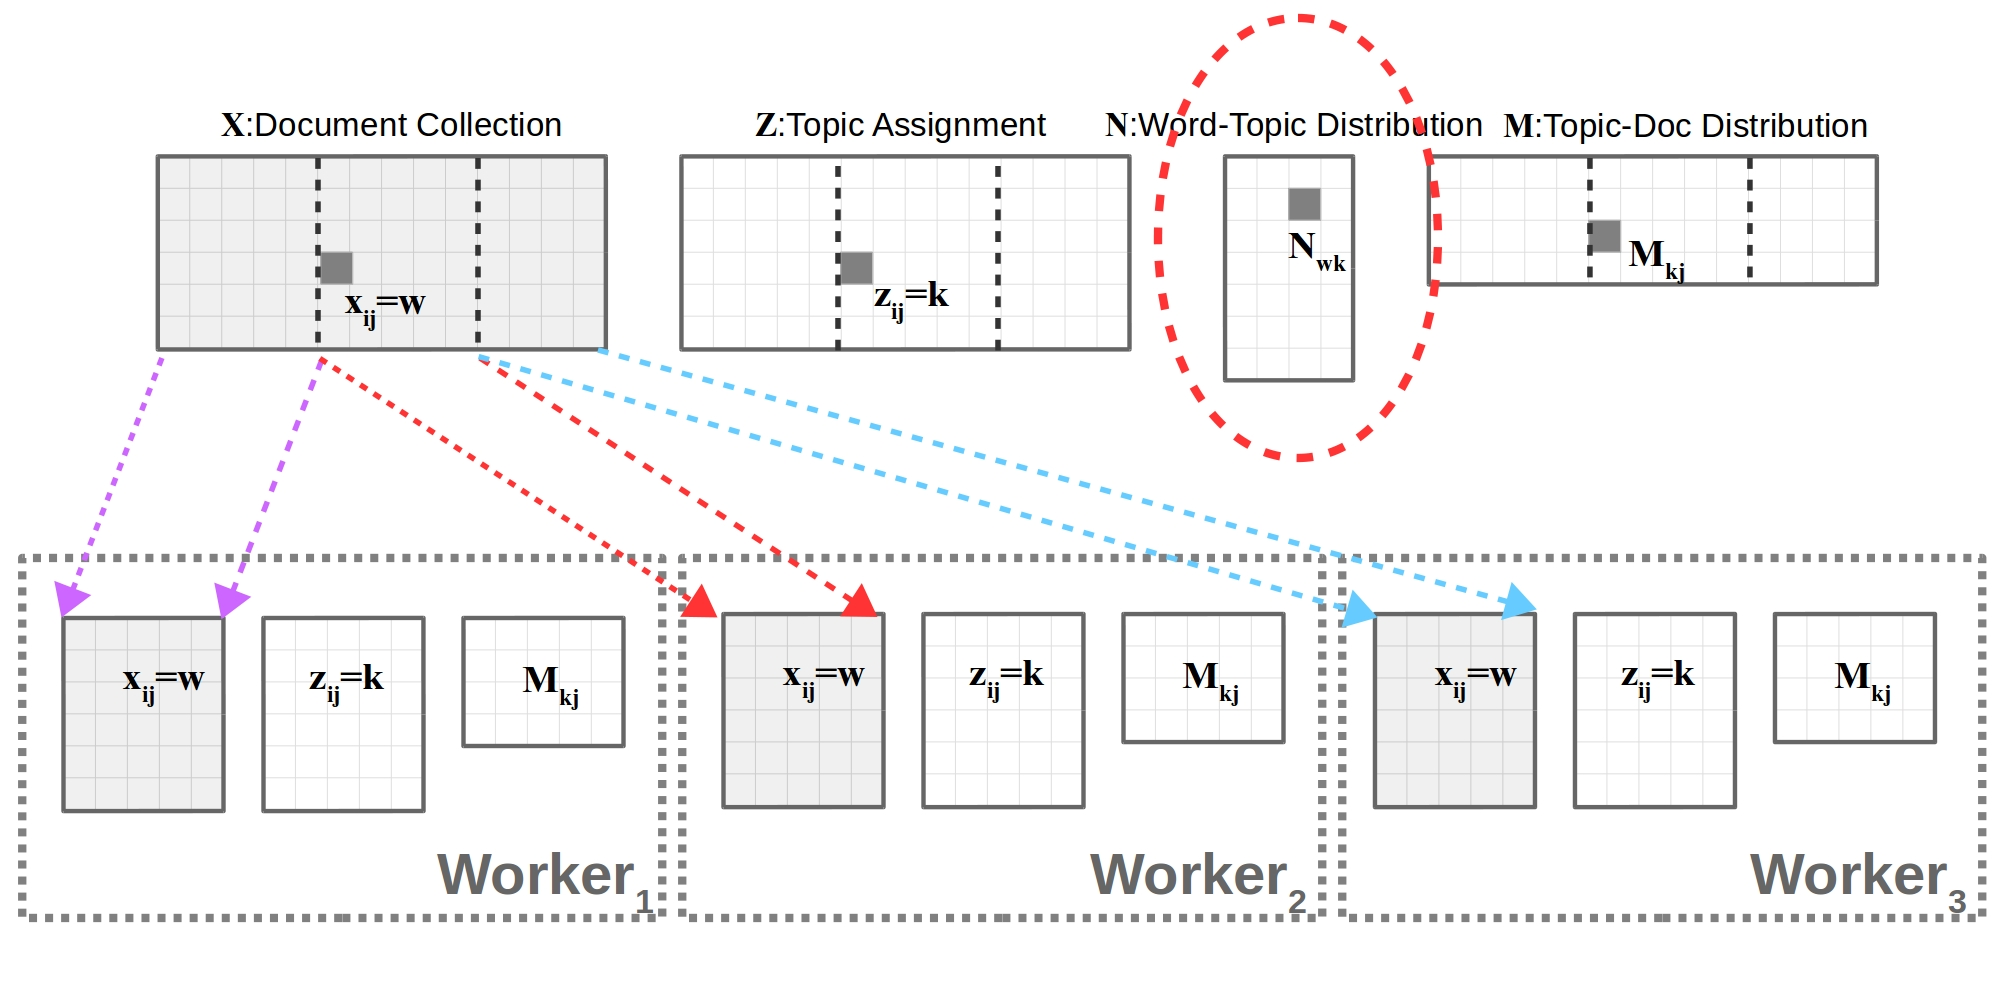 X:Document Collection
Z:Topic Assignment
N:Word-Topic Distribution
M:Topic-Doc Distribution
xij=w
zij=k
Nwk
Mkj
xij=w
zij=k
Mkj
Worker1
xij=w
zij=k
Mkj
Worker2
xij=w
zij=k
Mkj
Worker3